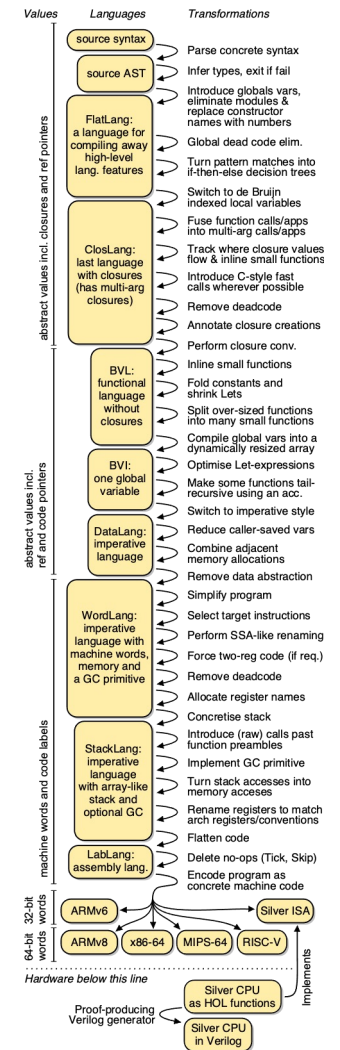 Values Languages Transformations
source syntax
Parse concrete syntax
source AST
Infer types, exit if fail
Introduce globals vars,
eliminate modules &
replace constructor
names with numbers
FlatLang:
a language for
compiling away
high-level
lang. features
Global dead code elim.
Turn pattern matches into
if-then-else decision trees
Switch to de Bruijn
indexed local variables
Fuse function calls/apps
into multi-arg calls/apps
ClosLang:
last language
with closures
(has multi-arg
closures)
Track where closure values
flow & inline small functions
Introduce C-style fast
calls wherever possible
Remove deadcode
Annotate closure creations
Perform closure conv.
abstract values incl. closures and ref pointers
BVL:
functional
language
without
closures
Inline small functions
Fold constants and
shrink Lets
Split over-sized functions
into many small functions
Compile global vars into a
dynamically resized array
BVI:
one global
variable
Optimise Let-expressions
Make some functions tail-
recursive using an acc.
Switch to imperative style
DataLang:
imperative
language
Reduce caller-saved vars
Combine adjacent
memory allocations
Remove data abstraction
abstract values incl.
ref and code pointers
WordLang:
imperative
language with
machine words,
memory and
a GC primitive
Simplify program
Select target instructions
Perform SSA-like renaming
Force two-reg code (if req.)
Remove deadcode
Allocate register names
Concretise stack
StackLang:
imperative
language
with array-like
stack and
optional GC
Introduce (raw) calls past
function preambles
Implement GC primitive
Turn stack accesses into
memory acceses
Rename registers to match
arch registers/conventions
Flatten code
LabLang:
assembly lang.
Delete no-ops (Tick, Skip)
Encode program as
concrete machine code
machine words and code labels
32-bit
words
ARMv6
Silver ISA
64-bit
words
ARMv8
x86-64
MIPS-64
RISC-V
Hardware below this line
Implements
Silver CPU
as HOL functions
Proof-producing
Verilog generator
Silver CPU
in Verilog